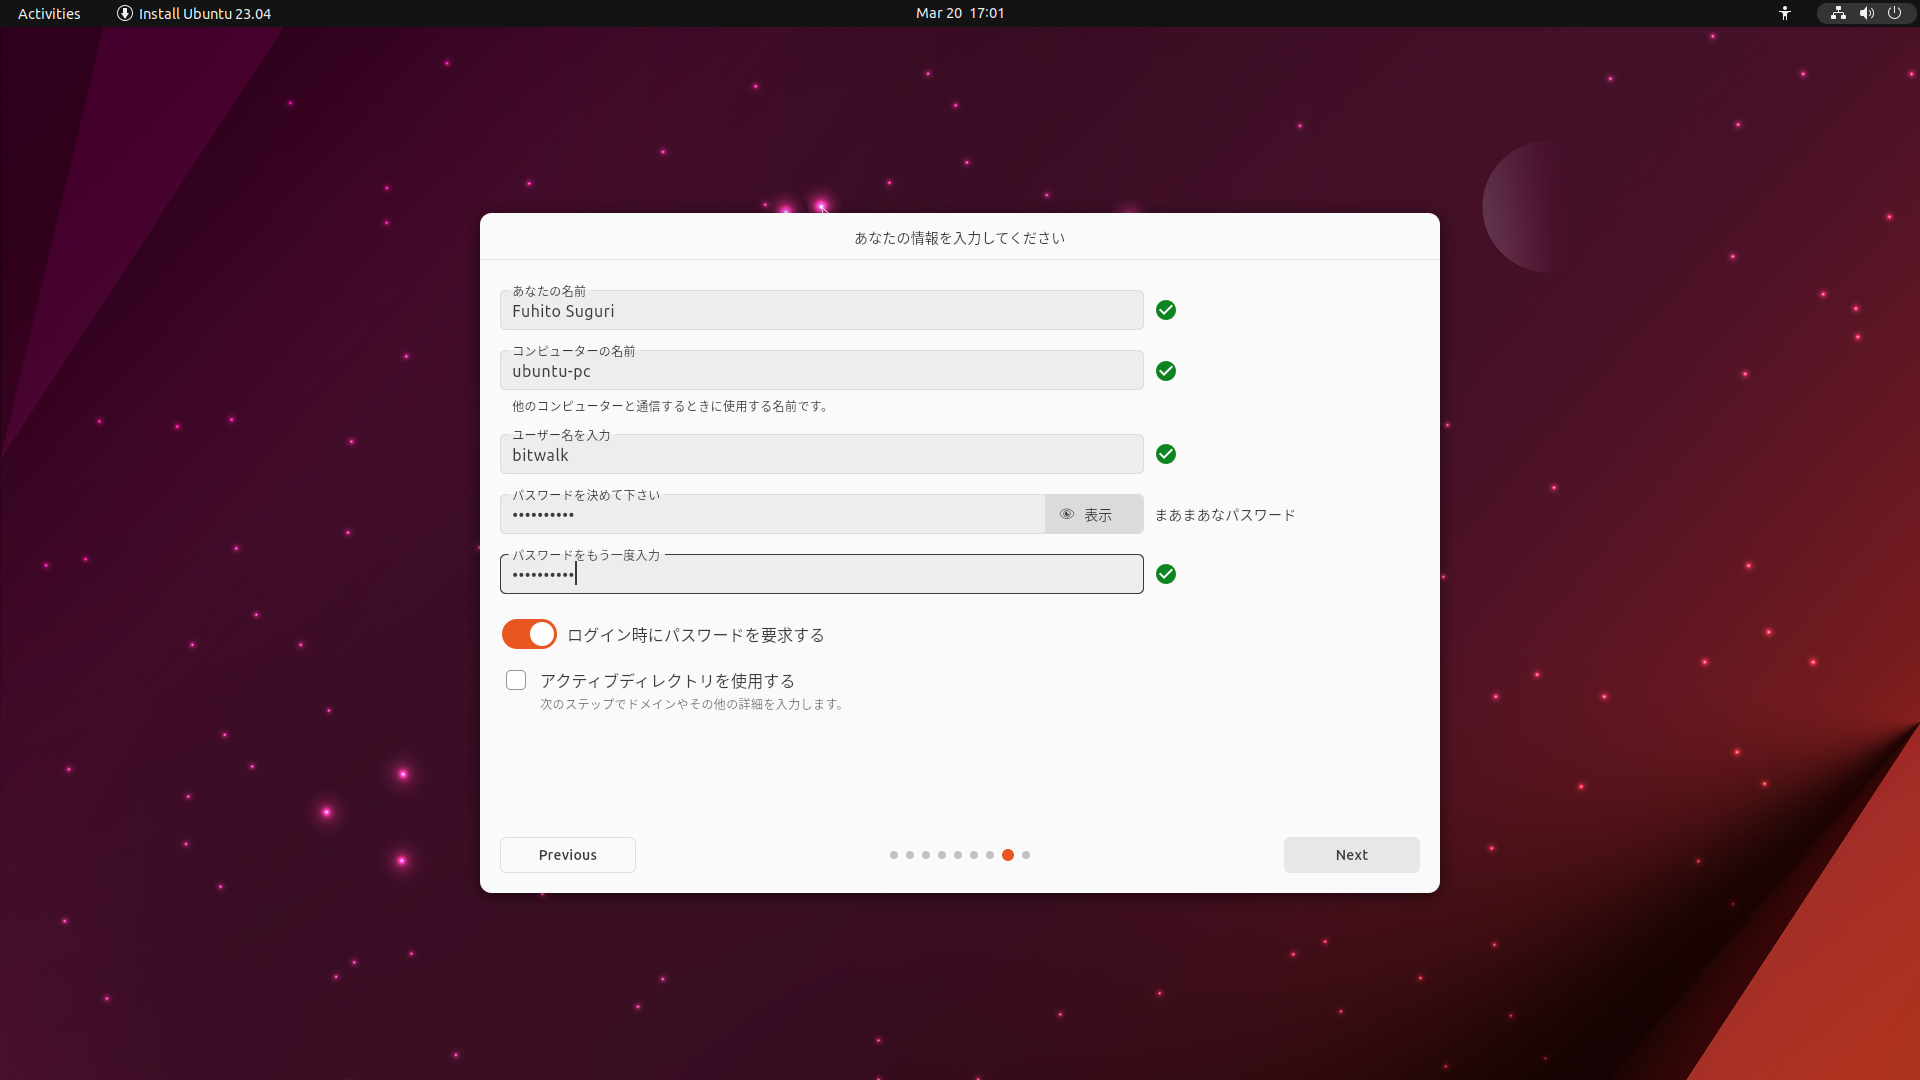 Activities
Install Ubuntu 23.04
Mar 20 17:01
あなたの情報を入力してください
あなたの名前
Fuhito Suguri
コンピューターの名前
ubuntu-pc
他のコンピューターと通信するときに使用する名前です。
ユーザー名を入力
bitwalk
パスワードを決めて下さい
••••••••••
表示
まあまあなパスワード
パスワードをもう一度入力
••••••••••
ログイン時にパスワードを要求する
アクティブディレクトリを使用する
次のステップでドメインやその他の詳細を入力します。
Previous
Next